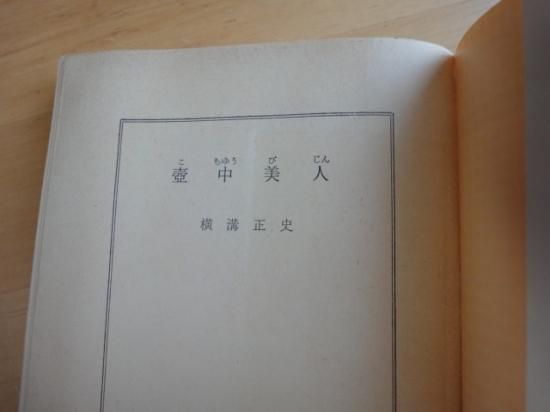 こ ちゆう び じん
壺中美人
横溝正史